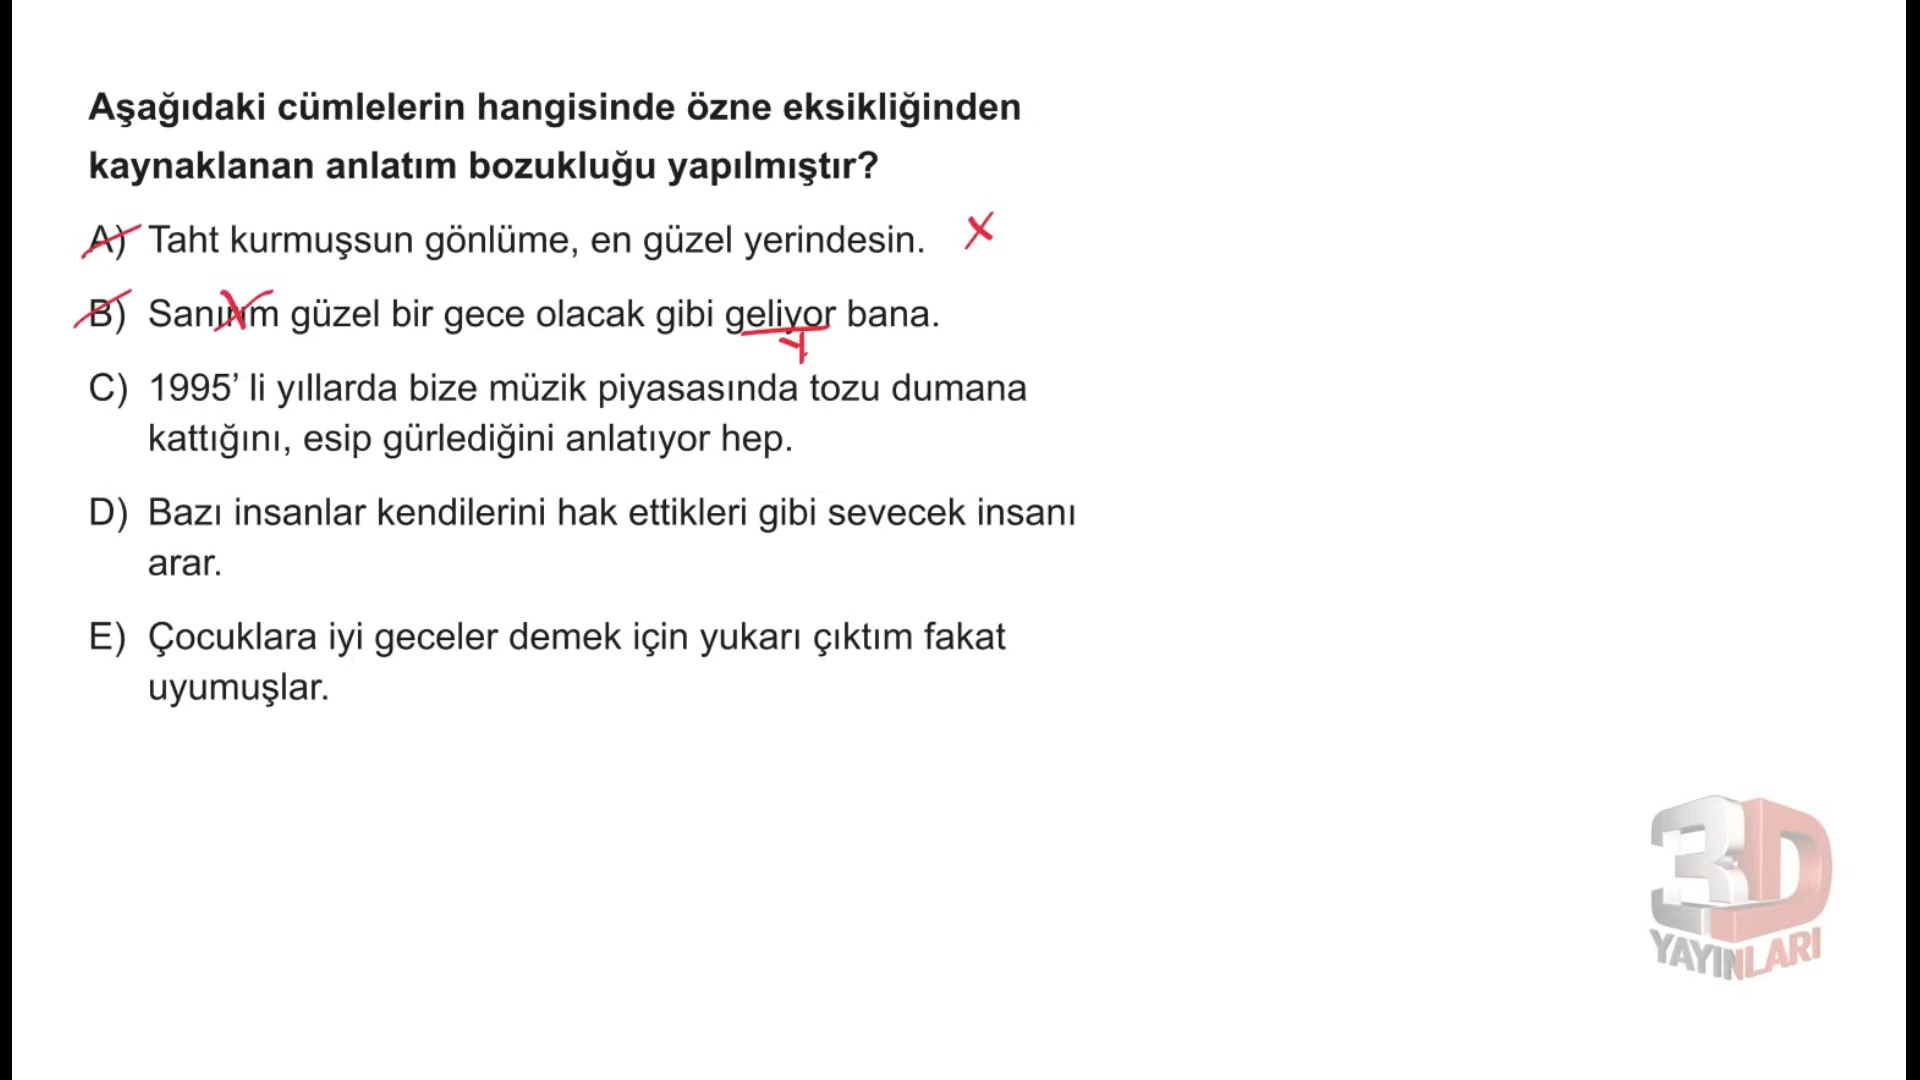 Aşağıdaki cümlelerin hangisinde özne eksikliğinden
kaynaklanan anlatım bozukluğu yapılmıştır?
A) Taht kurmuşsun gönlüme, en güzel yerindesin.
B) Sanırım güzel bir gece olacak gibi geliyor bana.
C) 1995’ li yıllarda bize müzik piyasasında tozu dumana
kattığını, esip gürlediğini anlatıyor hep.
D) Bazı insanlar kendilerini hak ettikleri gibi sevecek insanı
arar.
E) Çocuklara iyi geceler demek için yukarı çıktım fakat
uyumuşlar.
3D
YAYINLARI